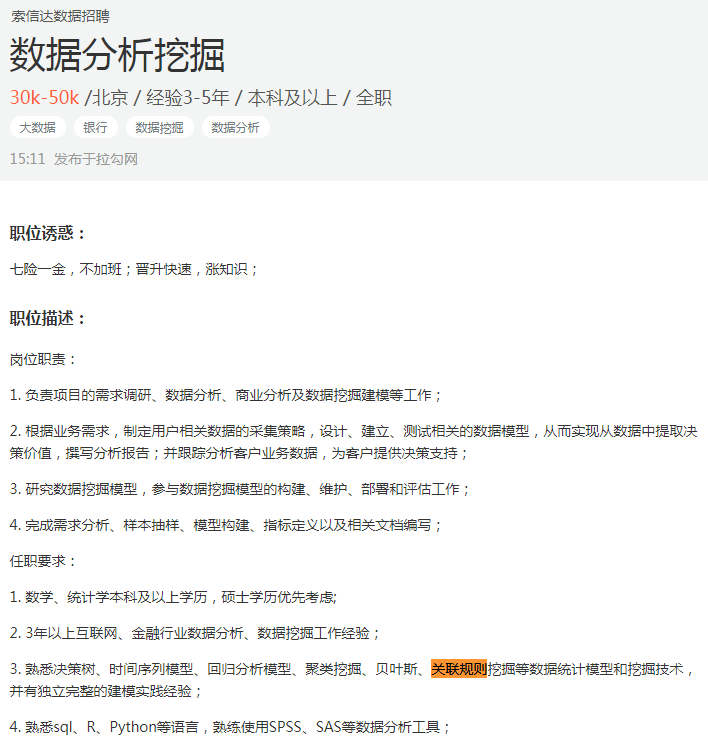 索信达数据招聘
数据分析挖掘
30k-50k /北京 / 经验3-5年 / 本科及以上 / 全职
大数据 银行 数据挖掘 数据分析
15:11 发布于拉勾网
职位诱惑：
七险一金，不加班；晋升快速，涨知识；
职位描述：
岗位职责：
1. 负责项目的需求调研、数据分析、商业分析及数据挖掘建模等工作；
2. 根据业务需求，制定用户相关数据的采集策略，设计、建立、测试相关的数据模型，从而实现从数据中提取决
策价值，撰写分析报告；并跟踪分析客户业务数据，为客户提供决策支持；
3. 研究数据挖掘模型，参与数据挖掘模型的构建、维护、部署和评估工作；
4. 完成需求分析、样本抽样、模型构建、指标定义以及相关文档编写；
任职要求：
1. 数学、统计学本科及以上学历，硕士学历优先考虑;
2. 3年以上互联网、金融行业数据分析、数据挖掘工作经验；
3. 熟悉决策树、时间序列模型、回归分析模型、聚类挖掘、贝叶斯、关联规则挖掘等数据统计模型和挖掘技术，
并有独立完整的建模实践经验；
4. 熟悉sql、R、Python等语言，熟练使用SPSS、SAS等数据分析工具；